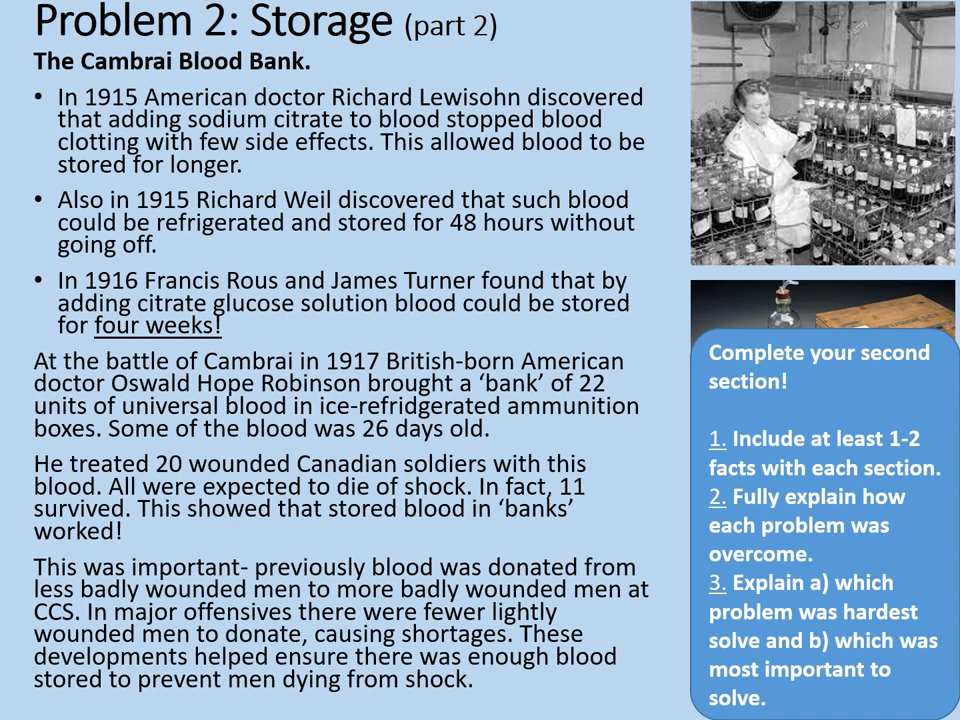 Problem 2: Storage (part 2)
The Cambrai Blood Bank.
• In 1915 American doctor Richard Lewisohn discovered
that adding sodium citrate to blood stopped blood
clotting with few side effects. This allowed blood to be
stored for longer.
• Also in 1915 Richard Weil discovered that such blood
could be refrigerated and stored for 48 hours without
going off.
• In 1916 Francis Rous and James Turner found that by
adding citrate glucose solution blood could be stored
for four weeks!
At the battle of Cambrai in 1917 British-born American
doctor Oswald Hope Robinson brought a ‘bank’ of 22
units of universal blood in ice-refridgerated ammunition
boxes. Some of the blood was 26 days old.
He treated 20 wounded Canadian soldiers with this
blood. All were expected to die of shock. In fact, 11
survived. This showed that stored blood in ‘banks’
worked!
This was important- previously blood was donated from
less badly wounded men to more badly wounded men at
CCS. In major offensives there were fewer lightly
wounded men to donate, causing shortages. These
developments helped ensure there was enough blood
stored to prevent men dying from shock.
Complete your second
section!
1. Include at least 1-2
facts with each section.
2. Fully explain how
each problem was
overcome.
3. Explain a) which
problem was hardest
solve and b) which was
most important to
solve.